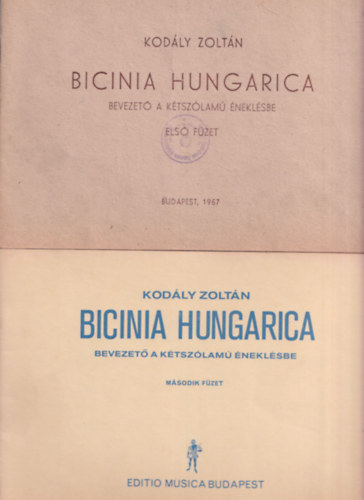 KODÁLY ZOLTÁN
BICINIA HUNGARICA
BEVEZETŐ A KÉTSZÓLAMÚ ÉNEKLÉSBE
ELSŐ FÜZET
BUDAPEST, 1957
KODÁLY ZOLTÁN
BICINIA HUNGARICA
BEVEZETŐ A KÉTSZÓLAMÚ ÉNEKLÉSBE
MÁSODIK FÜZET
EDITIO MUSICA BUDAPEST